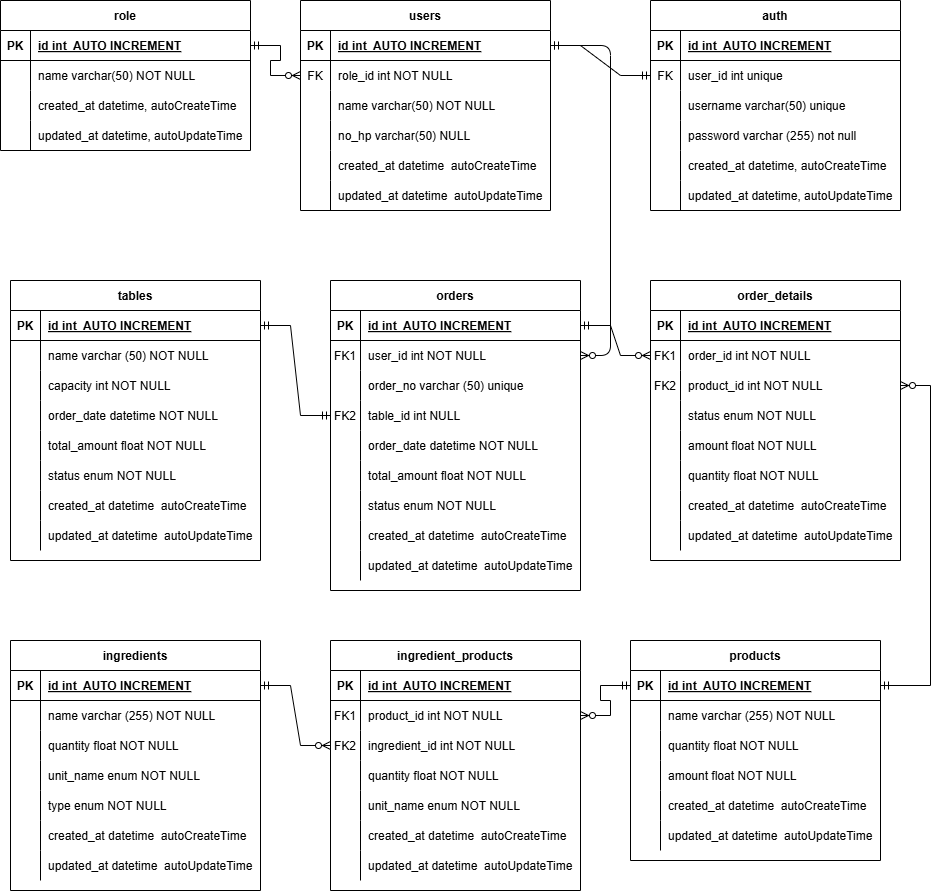 role
PK id int AUTO INCREMENT
name varchar(50) NOT NULL
created_at datetime, autoCreateTime
updated_at datetime, autoUpdateTime
users
PK id int AUTO INCREMENT
FK role_id int NOT NULL
name varchar(50) NOT NULL
no_hp varchar(50) NULL
created_at datetime autoCreateTime
updated_at datetime autoUpdateTime
auth
PK id int AUTO INCREMENT
FK user_id int unique
username varchar(50) unique
password varchar (255) not null
created_at datetime, autoCreateTime
updated_at datetime, autoUpdateTime
tables
PK id int AUTO INCREMENT
name varchar (50) NOT NULL
capacity int NOT NULL
order_date datetime NOT NULL
total_amount float NOT NULL
status enum NOT NULL
created_at datetime autoCreateTime
updated_at datetime autoUpdateTime
orders
PK id int AUTO INCREMENT
FK1 user_id int NOT NULL
order_no varchar (50) unique
FK2 table_id int NULL
order_date datetime NOT NULL
total_amount float NOT NULL
status enum NOT NULL
created_at datetime autoCreateTime
updated_at datetime autoUpdateTime
order_details
PK id int AUTO INCREMENT
FK1 order_id int NOT NULL
FK2 product_id int NOT NULL
status enum NOT NULL
amount float NOT NULL
quantity float NOT NULL
created_at datetime autoCreateTime
updated_at datetime autoUpdateTime
ingredients
PK id int AUTO INCREMENT
name varchar (255) NOT NULL
quantity float NOT NULL
unit_name enum NOT NULL
type enum NOT NULL
created_at datetime autoCreateTime
updated_at datetime autoUpdateTime
ingredient_products
PK id int AUTO INCREMENT
FK1 product_id int NOT NULL
FK2 ingredient_id int NOT NULL
quantity float NOT NULL
unit_name enum NOT NULL
created_at datetime autoCreateTime
updated_at datetime autoUpdateTime
products
PK id int AUTO INCREMENT
name varchar (255) NOT NULL
quantity float NOT NULL
amount float NOT NULL
created_at datetime autoCreateTime
updated_at datetime autoUpdateTime